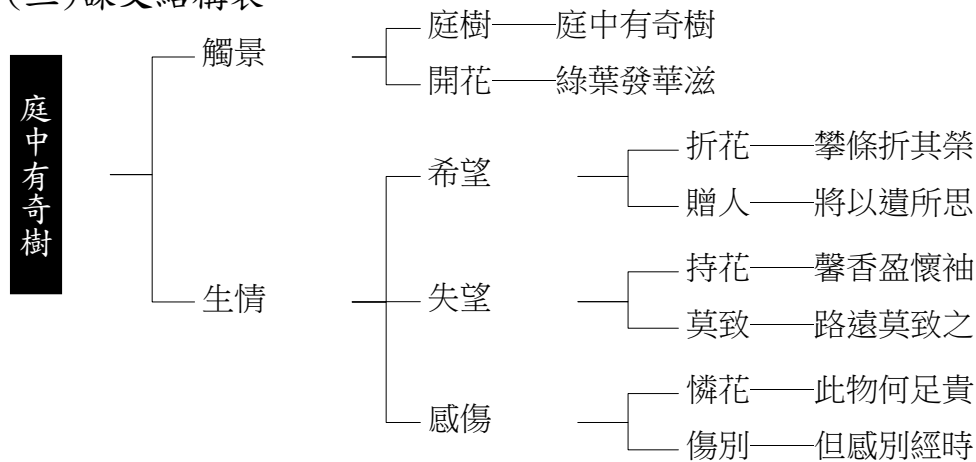 (二)課文結構表
庭中有奇樹
觸景
庭樹——庭中有奇樹
開花——綠葉發華滋
生情
希望
折花——攀條折其榮
贈人——將以遺所思
失望
持花——馨香盈懷袖
莫致——路遠莫致之
感傷
憐花——此物何足貴
傷別——但感別經時